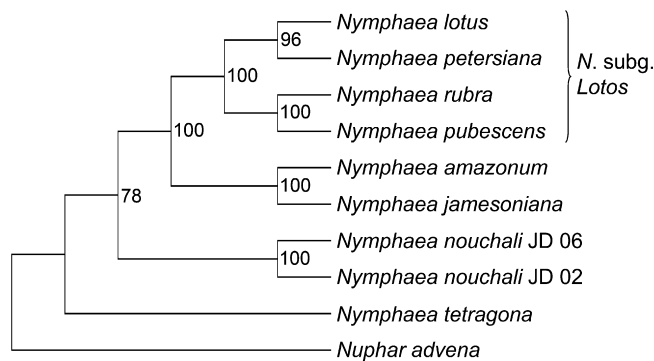 Nymphaea lotus
96
Nymphaea petersiana
N. subg.
Lotos
100
Nymphaea rubra
100
100
Nymphaea pubescens
Nymphaea amazonum
100
78
Nymphaea jamesoniana
Nymphaea nouchali JD 06
100
Nymphaea nouchali JD 02
Nymphaea tetragona
Nuphar advena